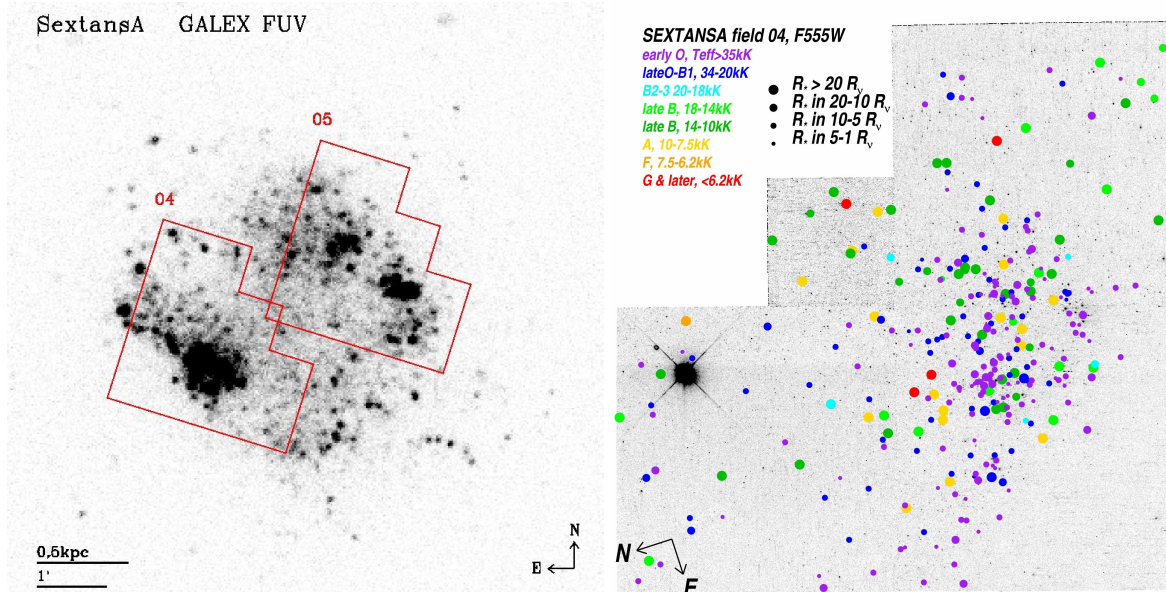 SextansA GALEX FUV
05
04
0.5kpc
1'
N
E
SEXTANSA field 04, F555W
early O, Teff>35kK
lateO-B1, 34-20kK
B2-3 20-18kK
late B, 18-14kK
late B, 14-10kK
A, 10-7.5kK
F, 7.5-6.2kK
G & later, <6.2kK
R* > 20 Rᵥ
R* in 20-10 Rᵥ
R* in 10-5 Rᵥ
R* in 5-1 Rᵥ
N
E